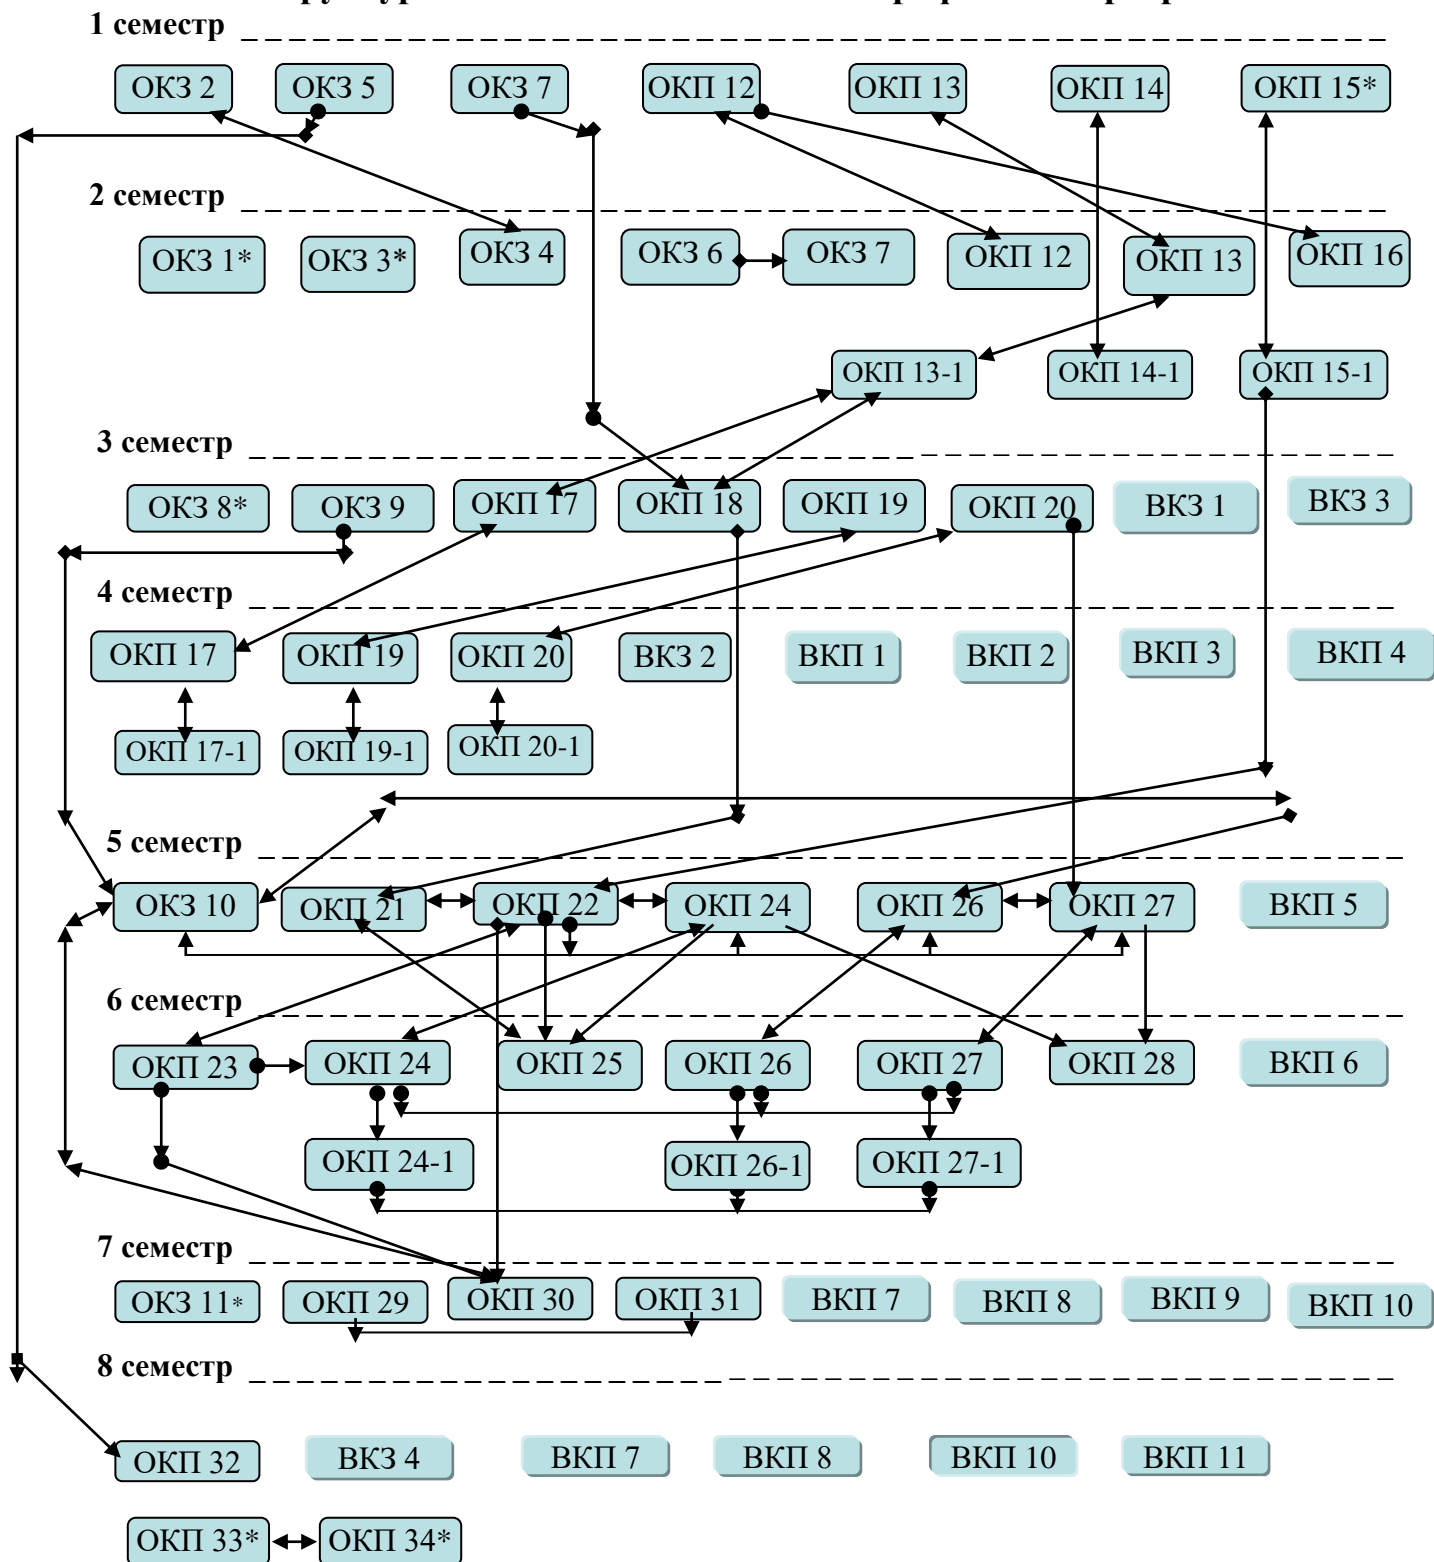 1 семестр
ОКЗ 2 ОКЗ 5 ОКЗ 7 ОКП 12 ОКП 13 ОКП 14 ОКП 15*
2 семестр
ОКЗ 1* ОКЗ 3* ОКЗ 4 ОКЗ 6 ОКЗ 7 ОКП 12 ОКП 13 ОКП 16
ОКП 13-1 ОКП 14-1 ОКП 15-1
3 семестр
ОКЗ 8* ОКЗ 9 ОКП 17 ОКП 18 ОКП 19 ОКП 20 ВКЗ 1 ВКЗ 3
4 семестр
ОКП 17 ОКП 19 ОКП 20 ВКЗ 2 ВКП 1 ВКП 2 ВКП 3 ВКП 4
ОКП 17-1 ОКП 19-1 ОКП 20-1
5 семестр
ОКЗ 10 ОКП 21 ОКП 22 ОКП 24 ОКП 26 ОКП 27 ВКП 5
6 семестр
ОКП 23 ОКП 24 ОКП 25 ОКП 26 ОКП 27 ОКП 28 ВКП 6
ОКП 24-1 ОКП 26-1 ОКП 27-1
7 семестр
ОКЗ 11* ОКП 29 ОКП 30 ОКП 31 ВКП 7 ВКП 8 ВКП 9 ВКП 10
8 семестр
ОКП 32 ВКЗ 4 ВКП 7 ВКП 8 ВКП 10 ВКП 11
ОКП 33* ОКП 34*